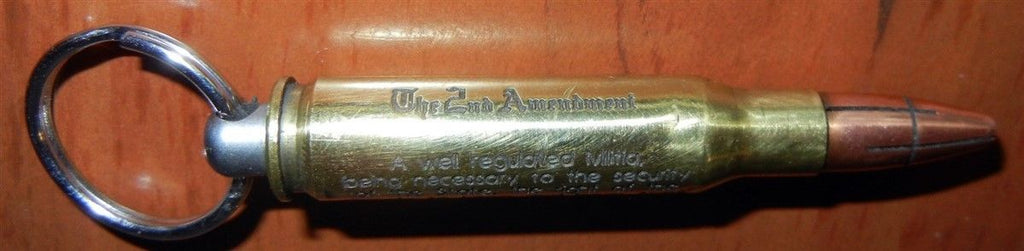 The 2nd Amendment
A well regulated Militia,
being necessary to the security